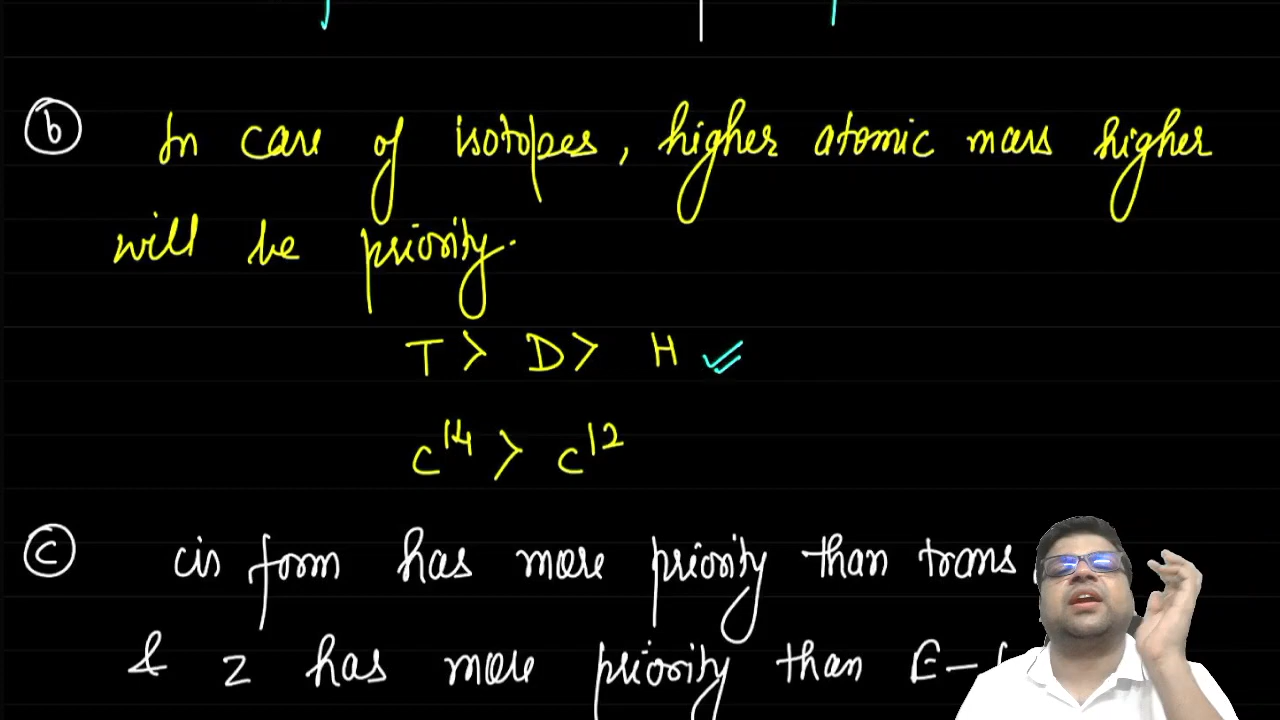 b In case of isotopes, higher atomic mass higher
will be priority.
T > D > H
C¹⁴ > C¹²
c cis form has more priority than trans
& Z has more priority than E-